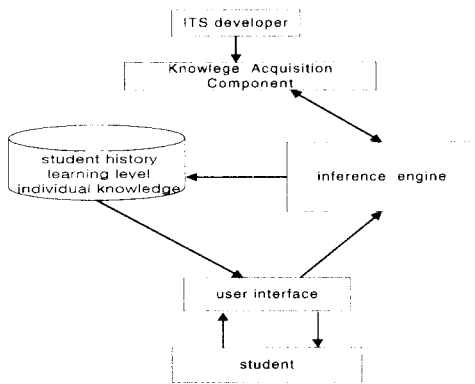 ITS developer
Knowlege Acquisition
Component
student history
learning level
individual knowledge
inference engine
user interface
student